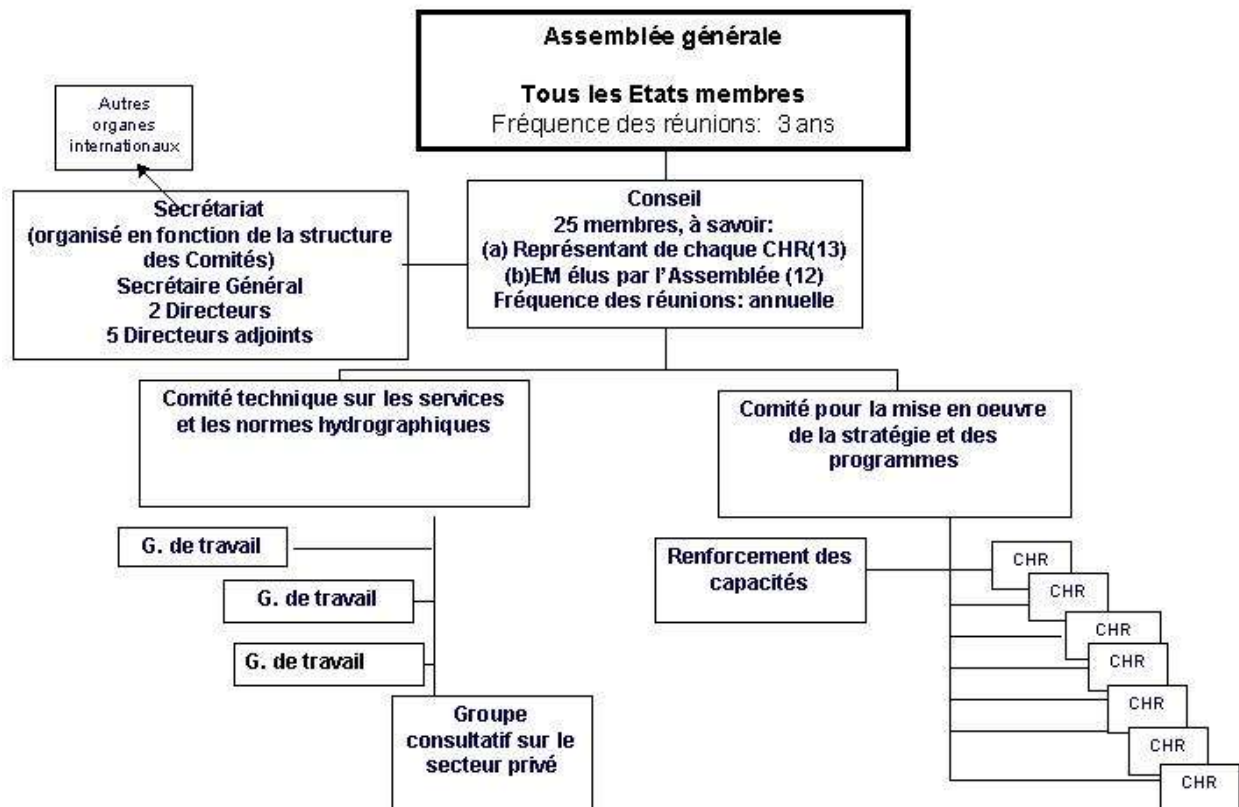 Assemblée générale
Tous les Etats membres
Fréquence des réunions: 3 ans
Autres
organes
internationaux
Secrétariat
(organisé en fonction de la structure
des Comités)
Secrétaire Général
2 Directeurs
5 Directeurs adjoints
Conseil
25 membres, à savoir:
(a) Représentant de chaque CHR(13)
(b)EM élus par l'Assemblée (12)
Fréquence des réunions: annuelle
Comité technique sur les services
et les normes hydrographiques
Comité pour la mise en oeuvre
de la stratégie et des
programmes
G. de travail
G. de travail
G. de travail
Groupe
consultatif sur le
secteur privé
Renforcement des
capacités
CHR
CHR
CHR
CHR
CHR
CHR
CHR